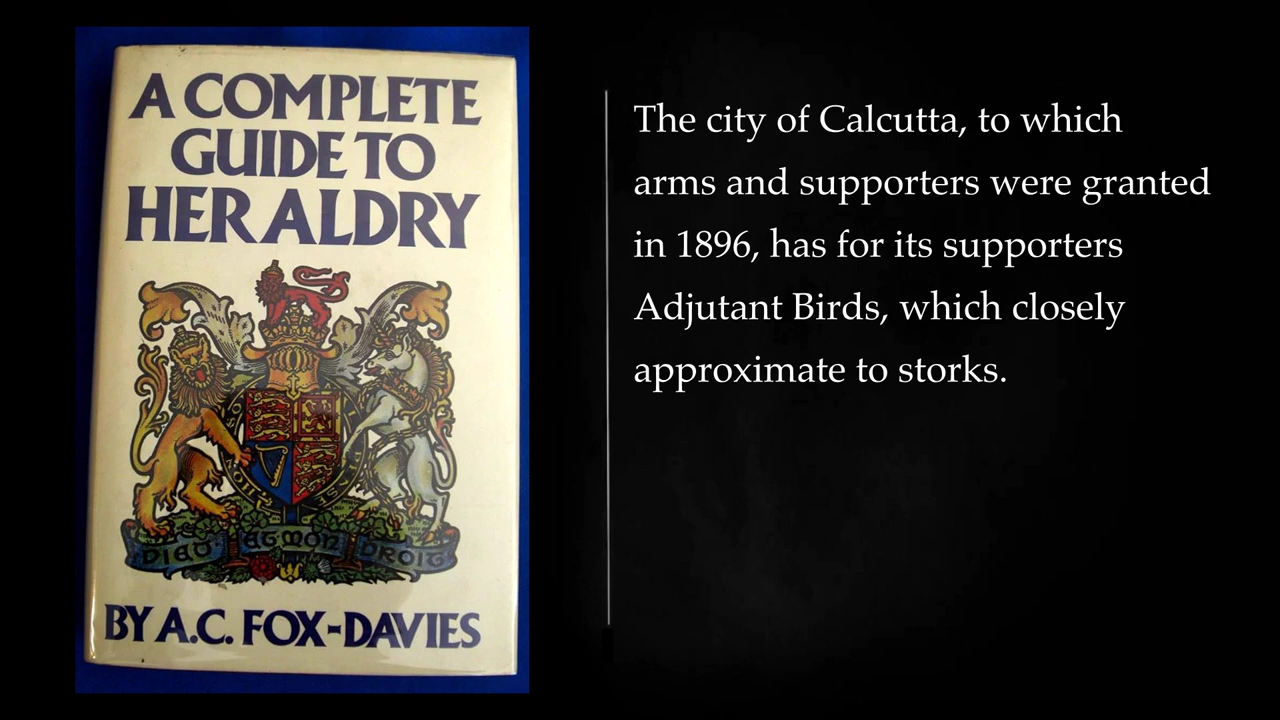 A COMPLETE
GUIDE TO
HERALDRY
DIEU ET MON DROIT
BY A.C. FOX-DAVIES
The city of Calcutta, to which
arms and supporters were granted
in 1896, has for its supporters
Adjutant Birds, which closely
approximate to storks.